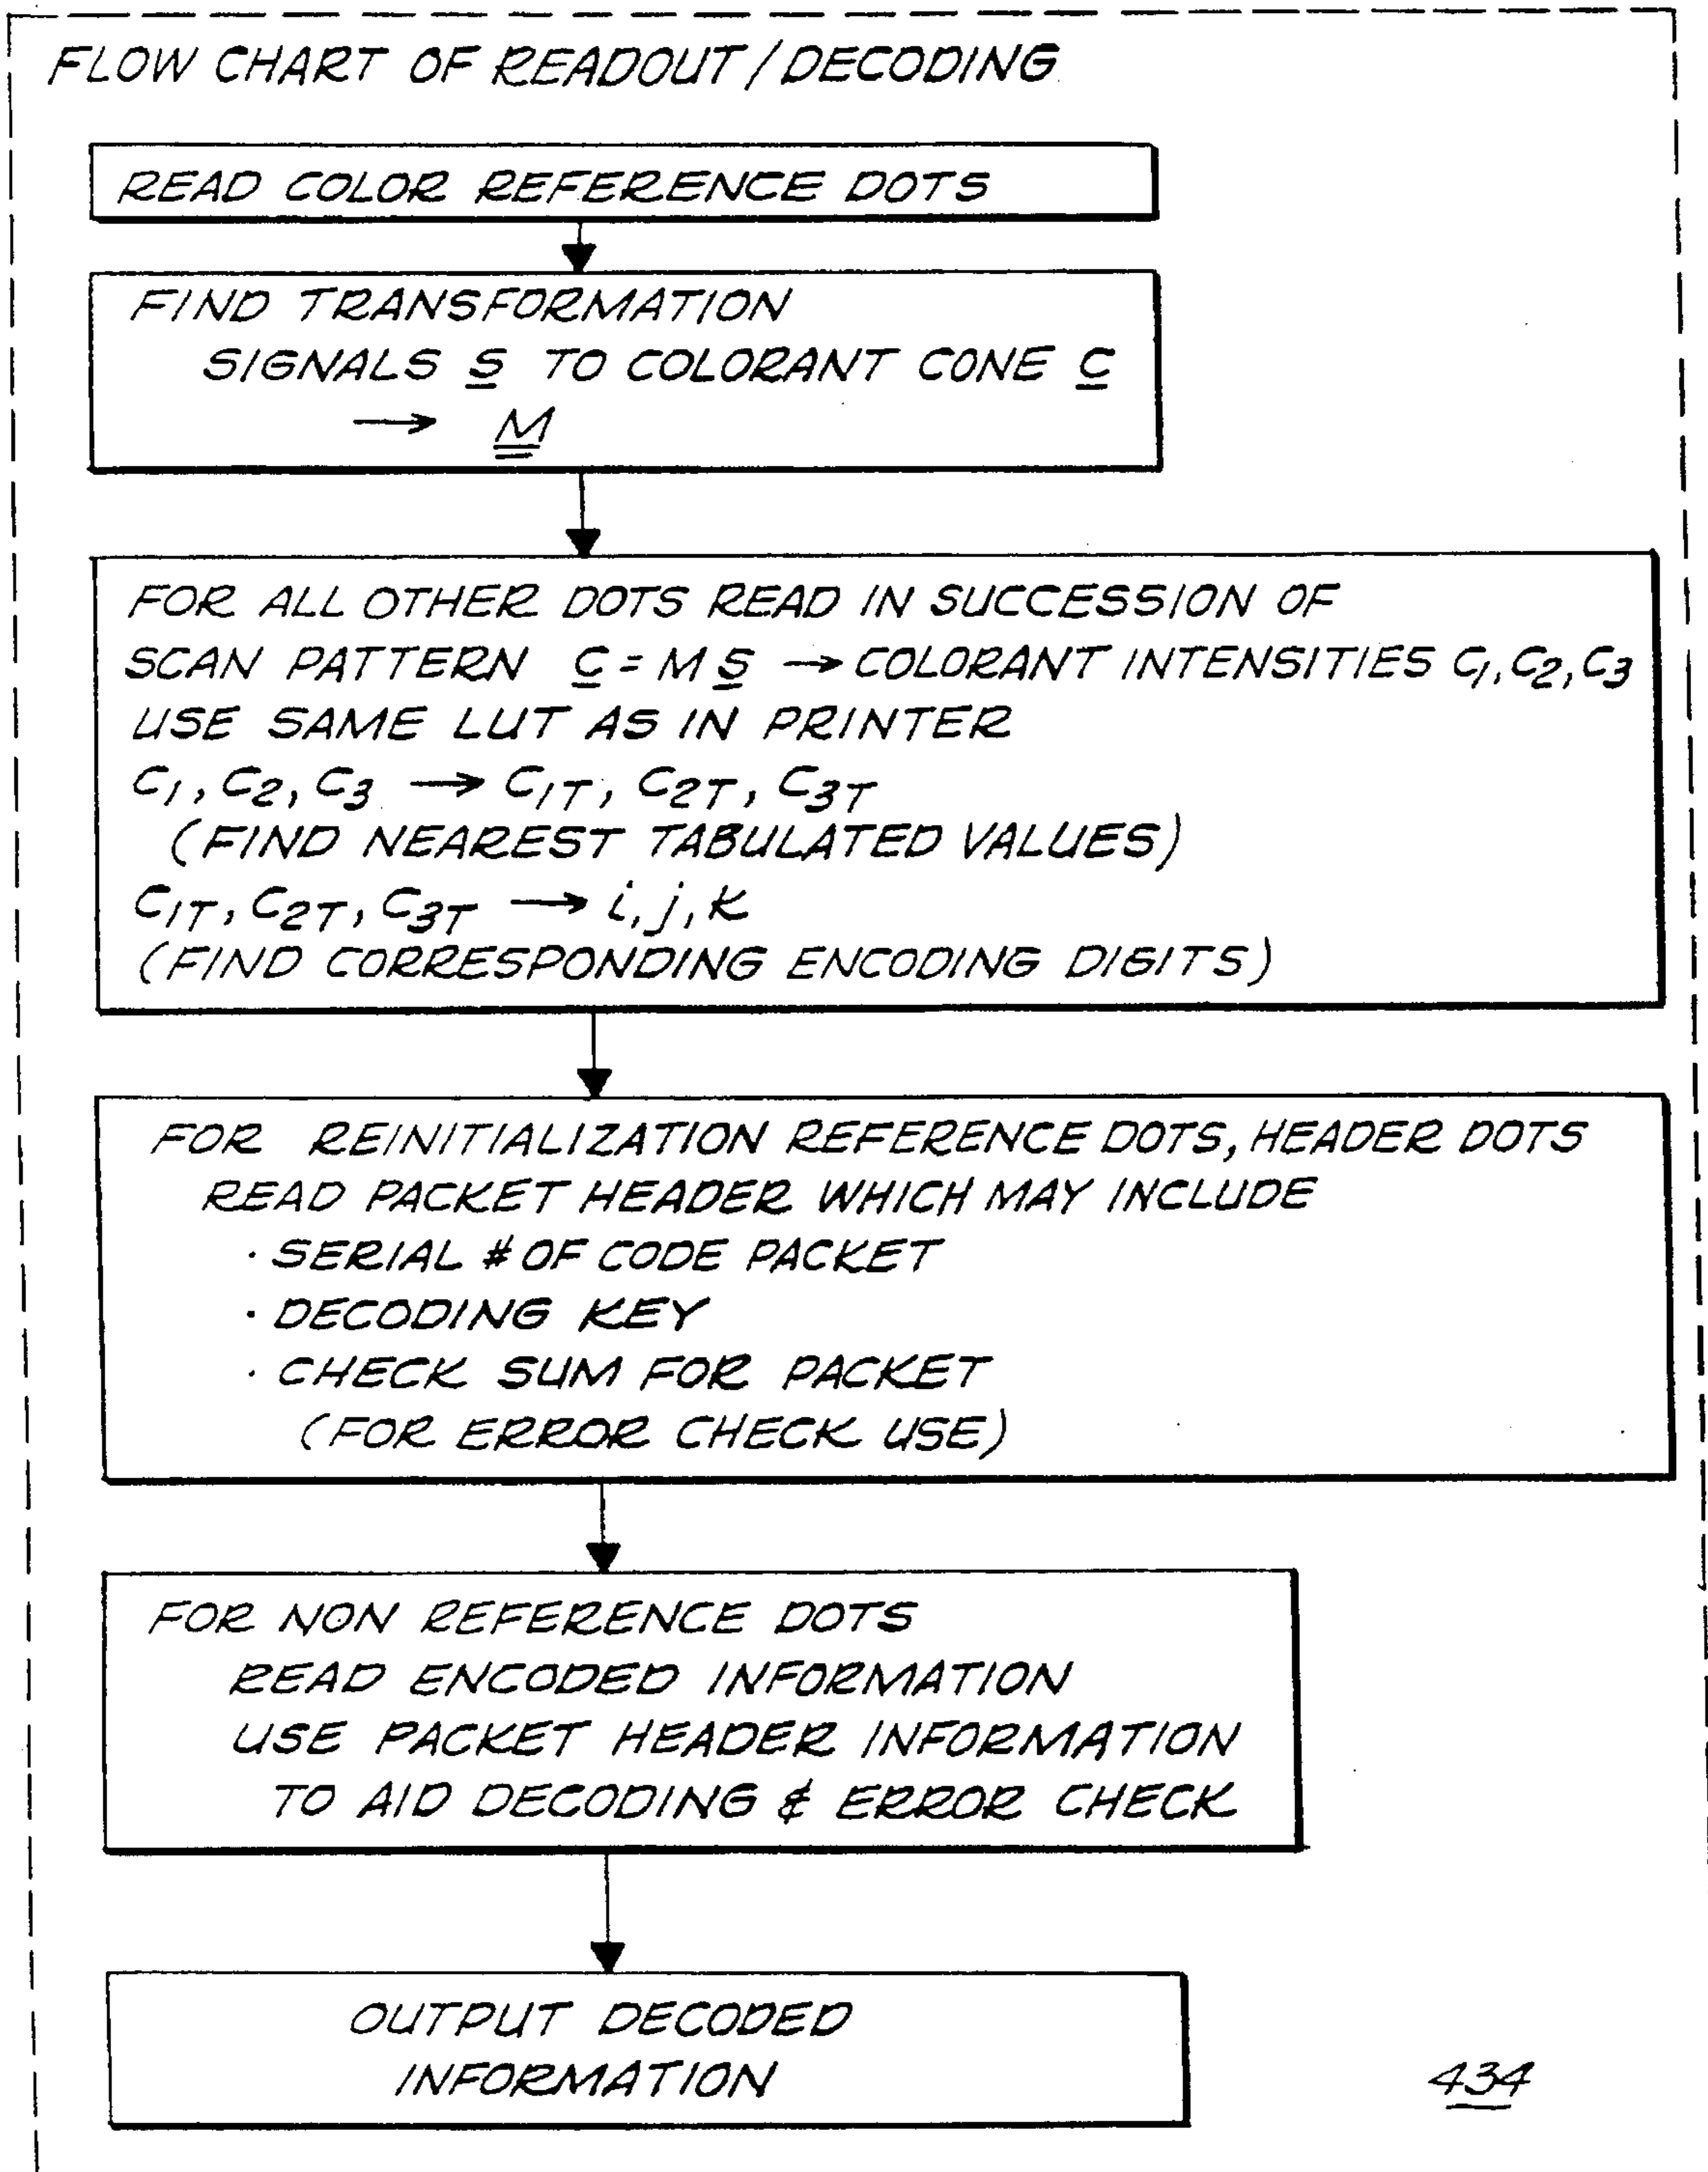 FLOW CHART OF READOUT/DECODING
READ COLOR REFERENCE DOTS
FIND TRANSFORMATION
SIGNALS S TO COLORANT CONE C
→ M
FOR ALL OTHER DOTS READ IN SUCCESSION OF
SCAN PATTERN C = M S → COLORANT INTENSITIES C1, C2, C3
USE SAME LUT AS IN PRINTER
C1, C2, C3 → C1T, C2T, C3T
(FIND NEAREST TABULATED VALUES)
C1T, C2T, C3T → i, j, k
(FIND CORRESPONDING ENCODING DIGITS)
FOR REINITIALIZATION REFERENCE DOTS, HEADER DOTS
READ PACKET HEADER WHICH MAY INCLUDE
· SERIAL # OF CODE PACKET
· DECODING KEY
· CHECK SUM FOR PACKET
(FOR ERROR CHECK USE)
FOR NON REFERENCE DOTS
READ ENCODED INFORMATION
USE PACKET HEADER INFORMATION
TO AID DECODING & ERROR CHECK
OUTPUT DECODED
INFORMATION
434